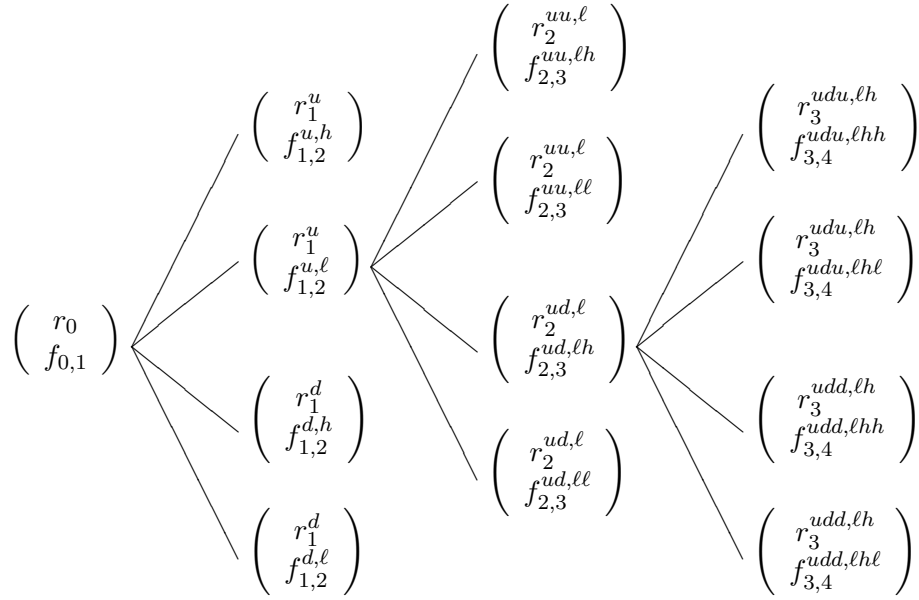 r_0
f_{0,1}
r_1^u
f_{1,2}^{u,h}
r_1^u
f_{1,2}^{u,ℓ}
r_1^d
f_{1,2}^{d,h}
r_1^d
f_{1,2}^{d,ℓ}
r_2^{uu,ℓ}
f_{2,3}^{uu,ℓh}
r_2^{uu,ℓ}
f_{2,3}^{uu,ℓℓ}
r_2^{ud,ℓ}
f_{2,3}^{ud,ℓh}
r_2^{ud,ℓ}
f_{2,3}^{ud,ℓℓ}
r_3^{udu,ℓh}
f_{3,4}^{udu,ℓhh}
r_3^{udu,ℓh}
f_{3,4}^{udu,ℓhℓ}
r_3^{udd,ℓh}
f_{3,4}^{udd,ℓhh}
r_3^{udd,ℓh}
f_{3,4}^{udd,ℓhℓ}